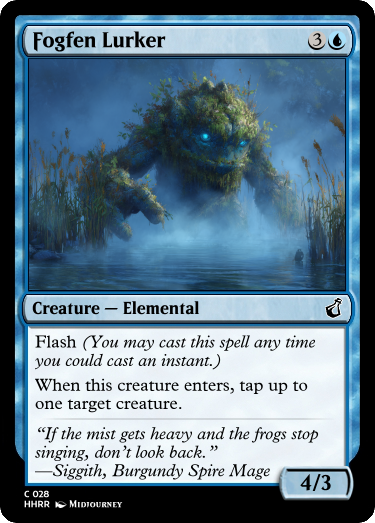 Fogfen Lurker 3
Creature — Elemental
Flash (You may cast this spell any time
you could cast an instant.)
When this creature enters, tap up to
one target creature.
“If the mist gets heavy and the frogs stop
singing, don’t look back.”
—Siggith, Burgundy Spire Mage
4/3
C 028
HHRR MIDJOURNEY